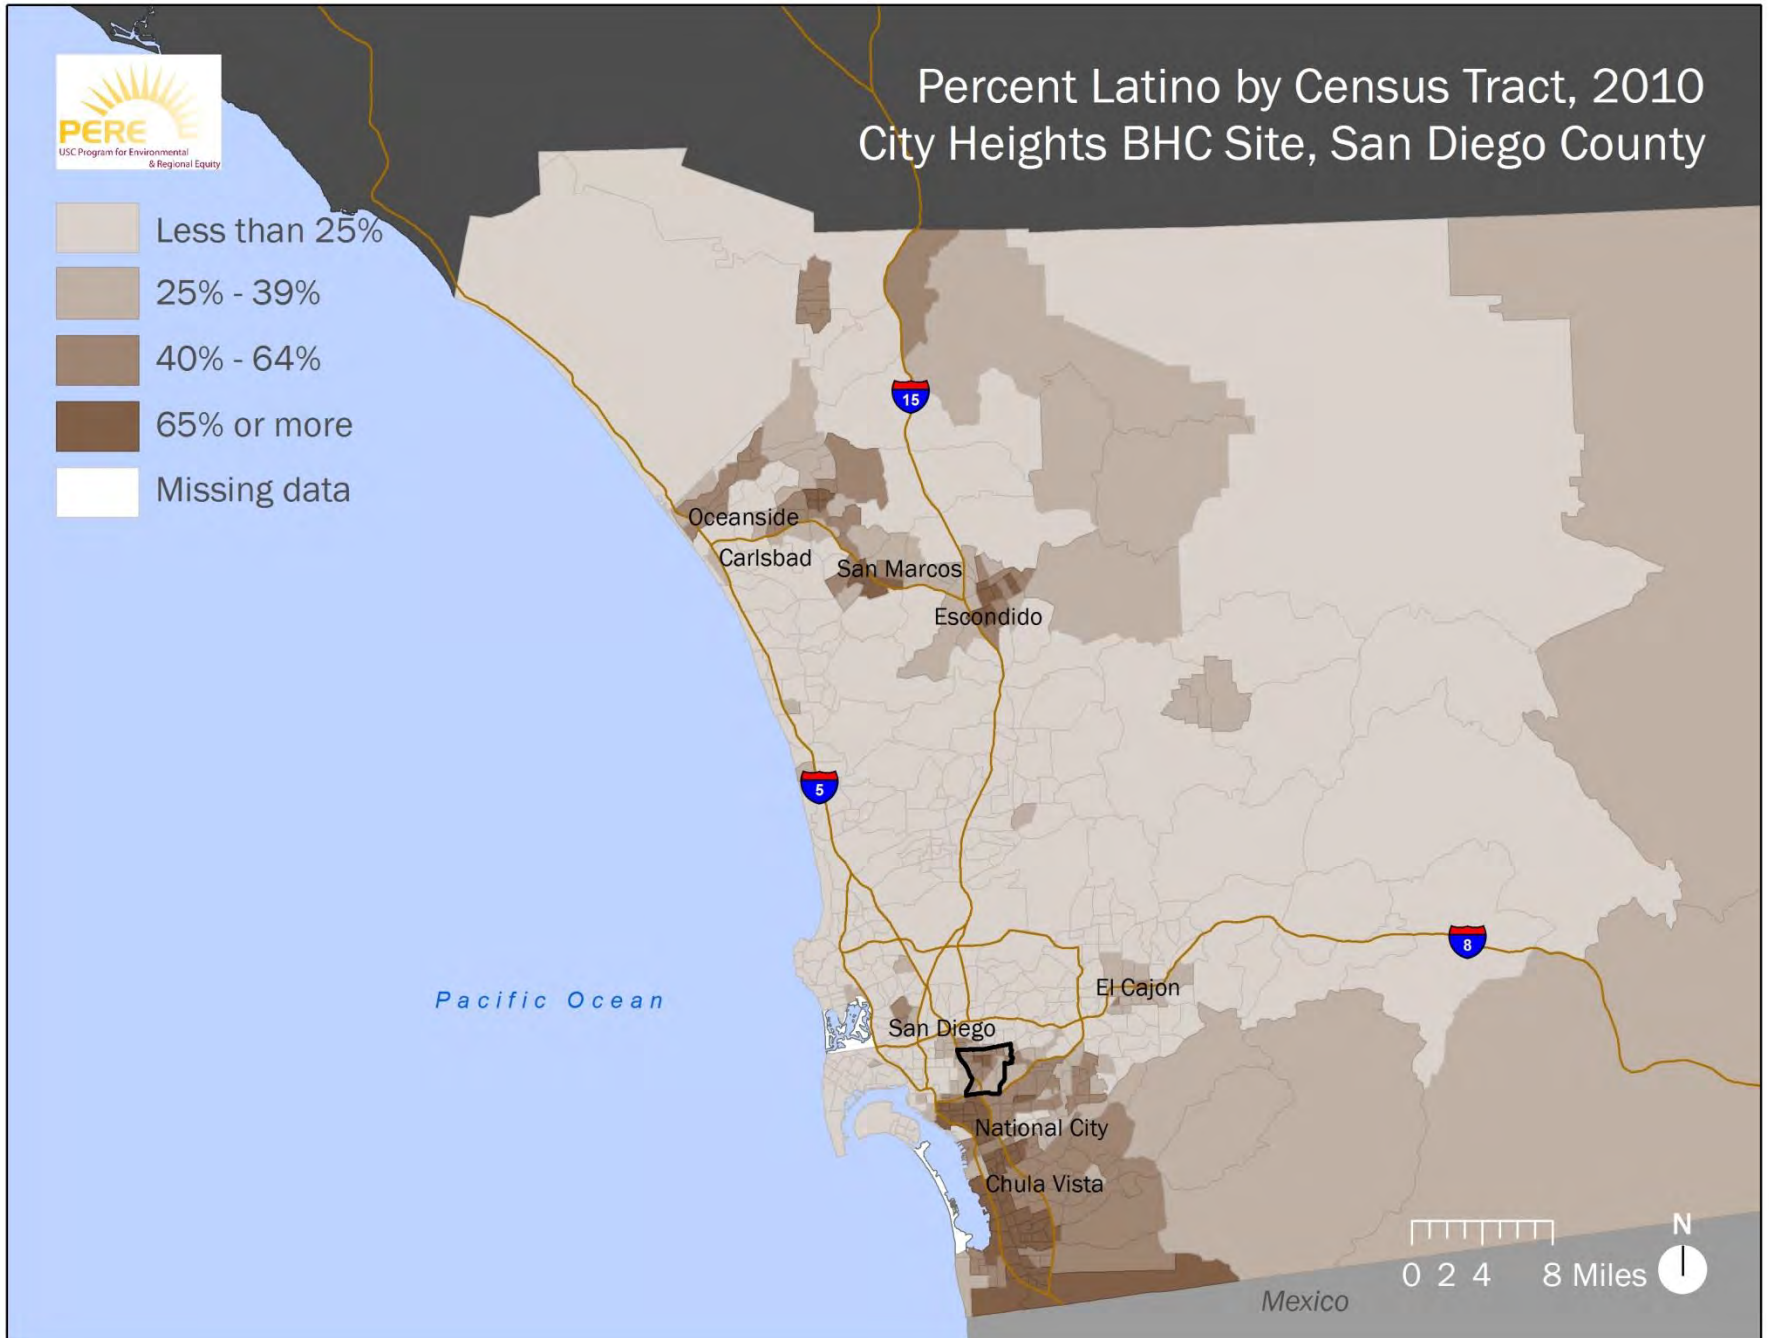 Percent Latino by Census Tract, 2010
City Heights BHC Site, San Diego County
PERE
USC Program for Environmental
& Regional Equity
Less than 25%
25% - 39%
40% - 64%
65% or more
Missing data
15
Oceanside
Carlsbad
San Marcos
Escondido
5
8
El Cajon
Pacific Ocean
San Diego
National City
Chula Vista
N
0 2 4 8 Miles
Mexico